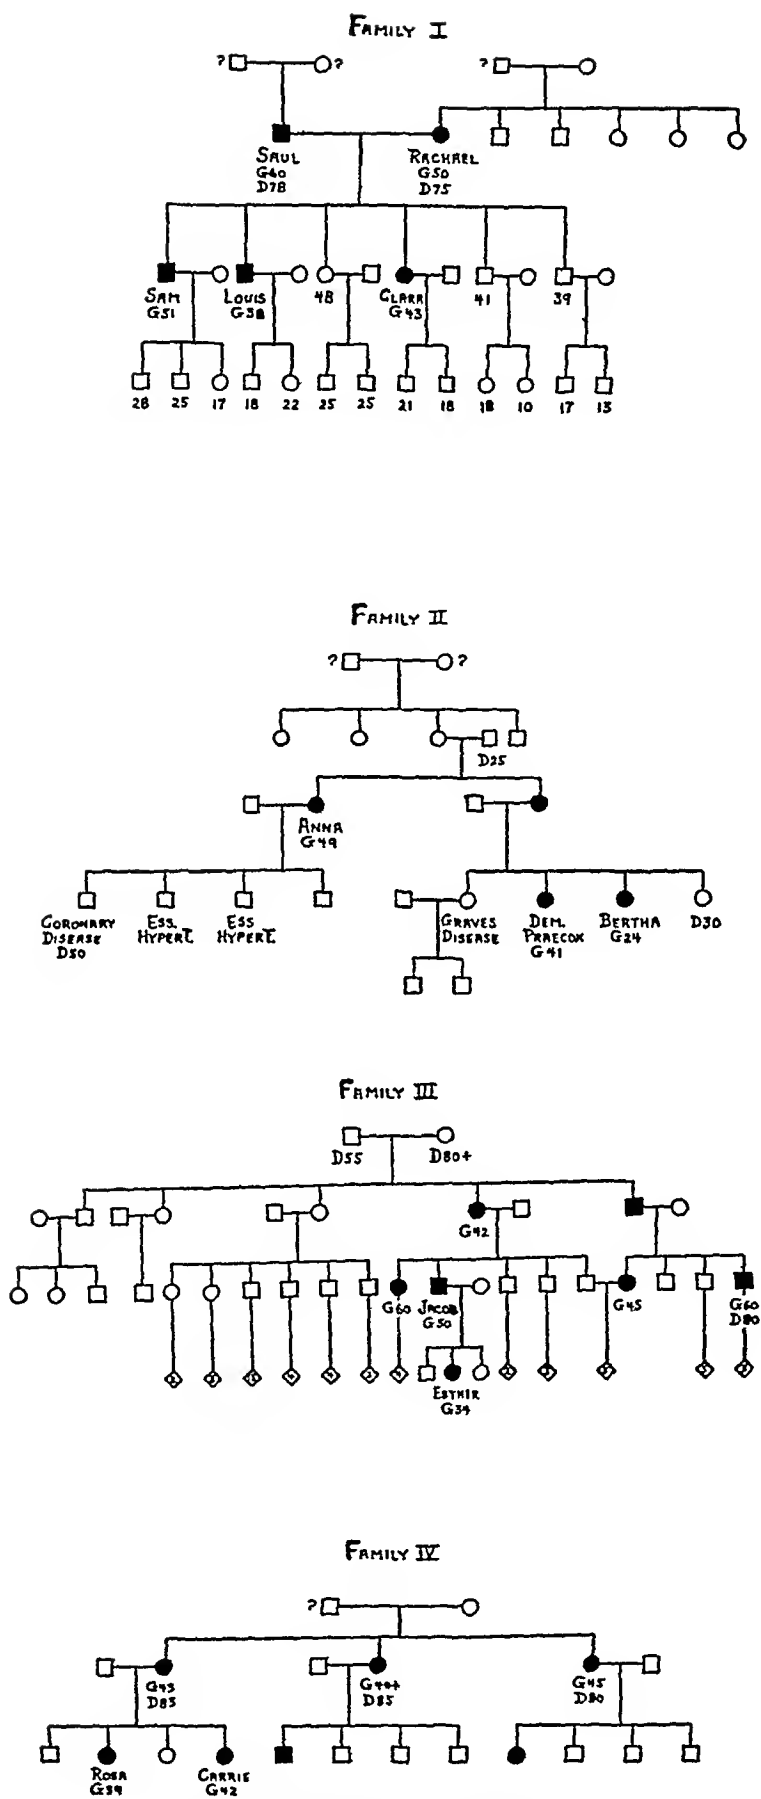 FAMILY I
? ? ?
SAUL
G40
D78
RACHAEL
G50
D75
SAM
G51
LOUIS
G38
48
CLARA
G43
41
39
28 25 17 18 22 25 25 21 18 18 10 17 13
FAMILY II
? ?
D25
ANNA
G49
CORONARY
DISEASE
D50
ESS.
HYPERT.
ESS
HYPERT.
GRAVES
DISEASE
DEM.
PRAECOX
G41
BERTHA
G24
D30
FAMILY III
D55
D80+
G42
G60
JACOB
G50
G45
G60
D80
ESTHER
G34
FAMILY IV
?
G43
D83
G40+
D85
G45
D80
ROSA
G39
CARRIE
G42